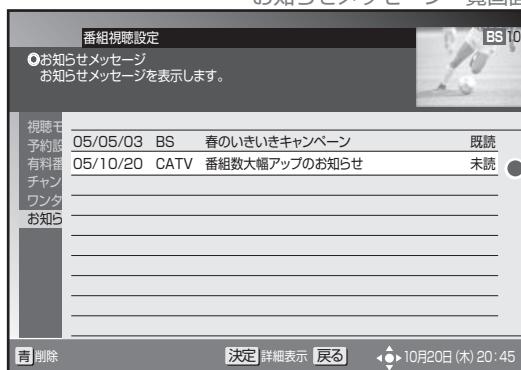 お知らせメッセージ一覧画面
番組視聴設定
BS 10
お知らせメッセージ
お知らせメッセージを表示します。
視聴モ
予約設
有料番
チャン
ワンタ
お知ら
05/05/03 BS 春のいきいきキャンペーン 既読
05/10/20 CATV 番組数大幅アップのお知らせ 未読
青 削除 決定 詳細表示 戻る 10月20日(木)20:45